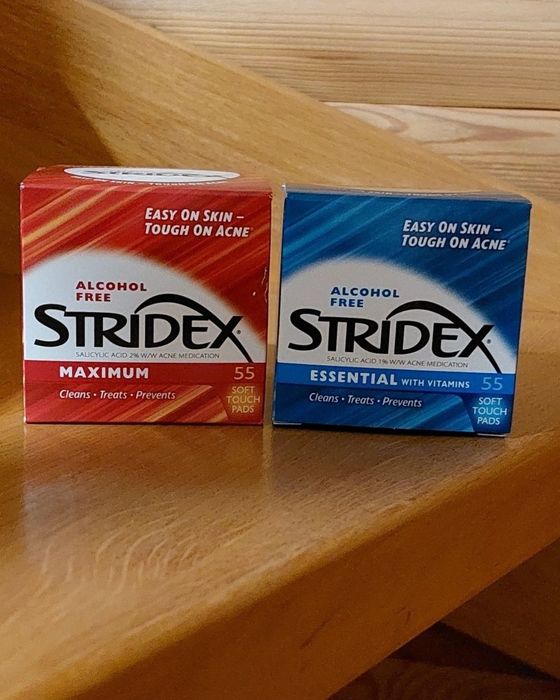 EASY ON SKIN –
TOUGH ON ACNE
ALCOHOL
FREE
STRIDEX
SALICYLIC ACID 2% W/W ACNE MEDICATION
MAXIMUM
55
SOFT
TOUCH
PADS
Cleans • Treats • Prevents
EASY ON SKIN –
TOUGH ON ACNE
ALCOHOL
FREE
STRIDEX
SALICYLIC ACID 1% W/W ACNE MEDICATION
ESSENTIAL WITH VITAMINS
55
SOFT
TOUCH
PADS
Cleans • Treats • Prevents